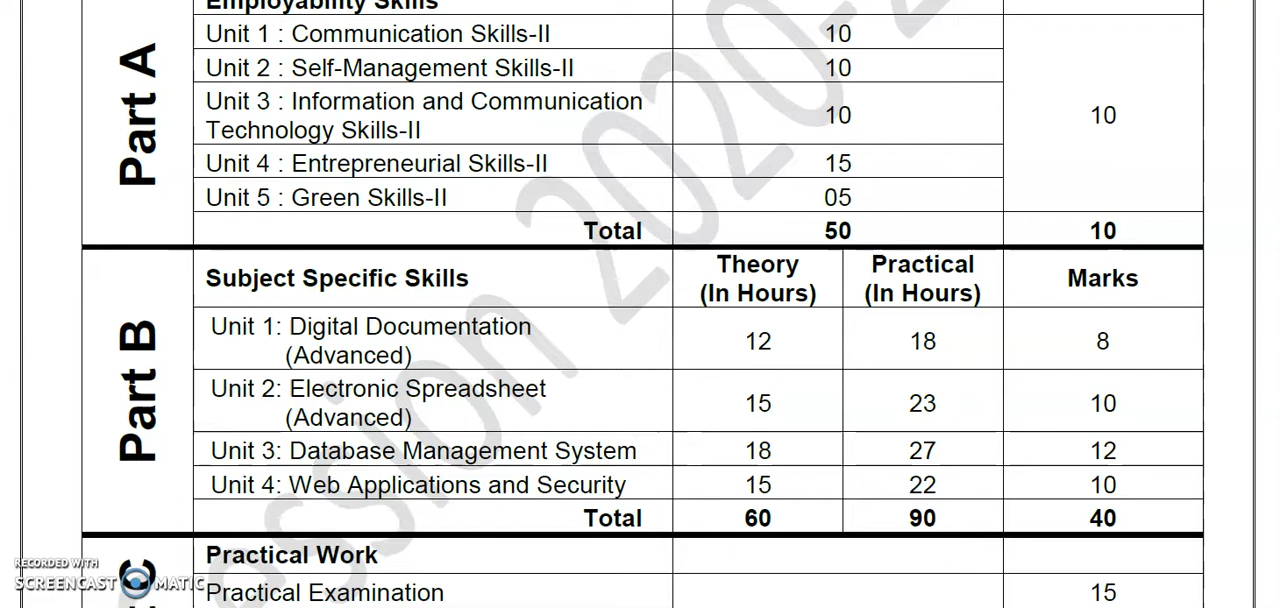 Employability Skills
Part A
Unit 1 : Communication Skills-II 10
Unit 2 : Self-Management Skills-II 10
Unit 3 : Information and Communication
Technology Skills-II 10 10
Unit 4 : Entrepreneurial Skills-II 15
Unit 5 : Green Skills-II 05
Total 50 10
Part B
Subject Specific Skills Theory (In Hours) Practical (In Hours) Marks
Unit 1: Digital Documentation
(Advanced) 12 18 8
Unit 2: Electronic Spreadsheet
(Advanced) 15 23 10
Unit 3: Database Management System 18 27 12
Unit 4: Web Applications and Security 15 22 10
Total 60 90 40
C
Practical Work
Practical Examination 15
ssion 2020-2
RECORDED WITH
SCREENCAST MATIC